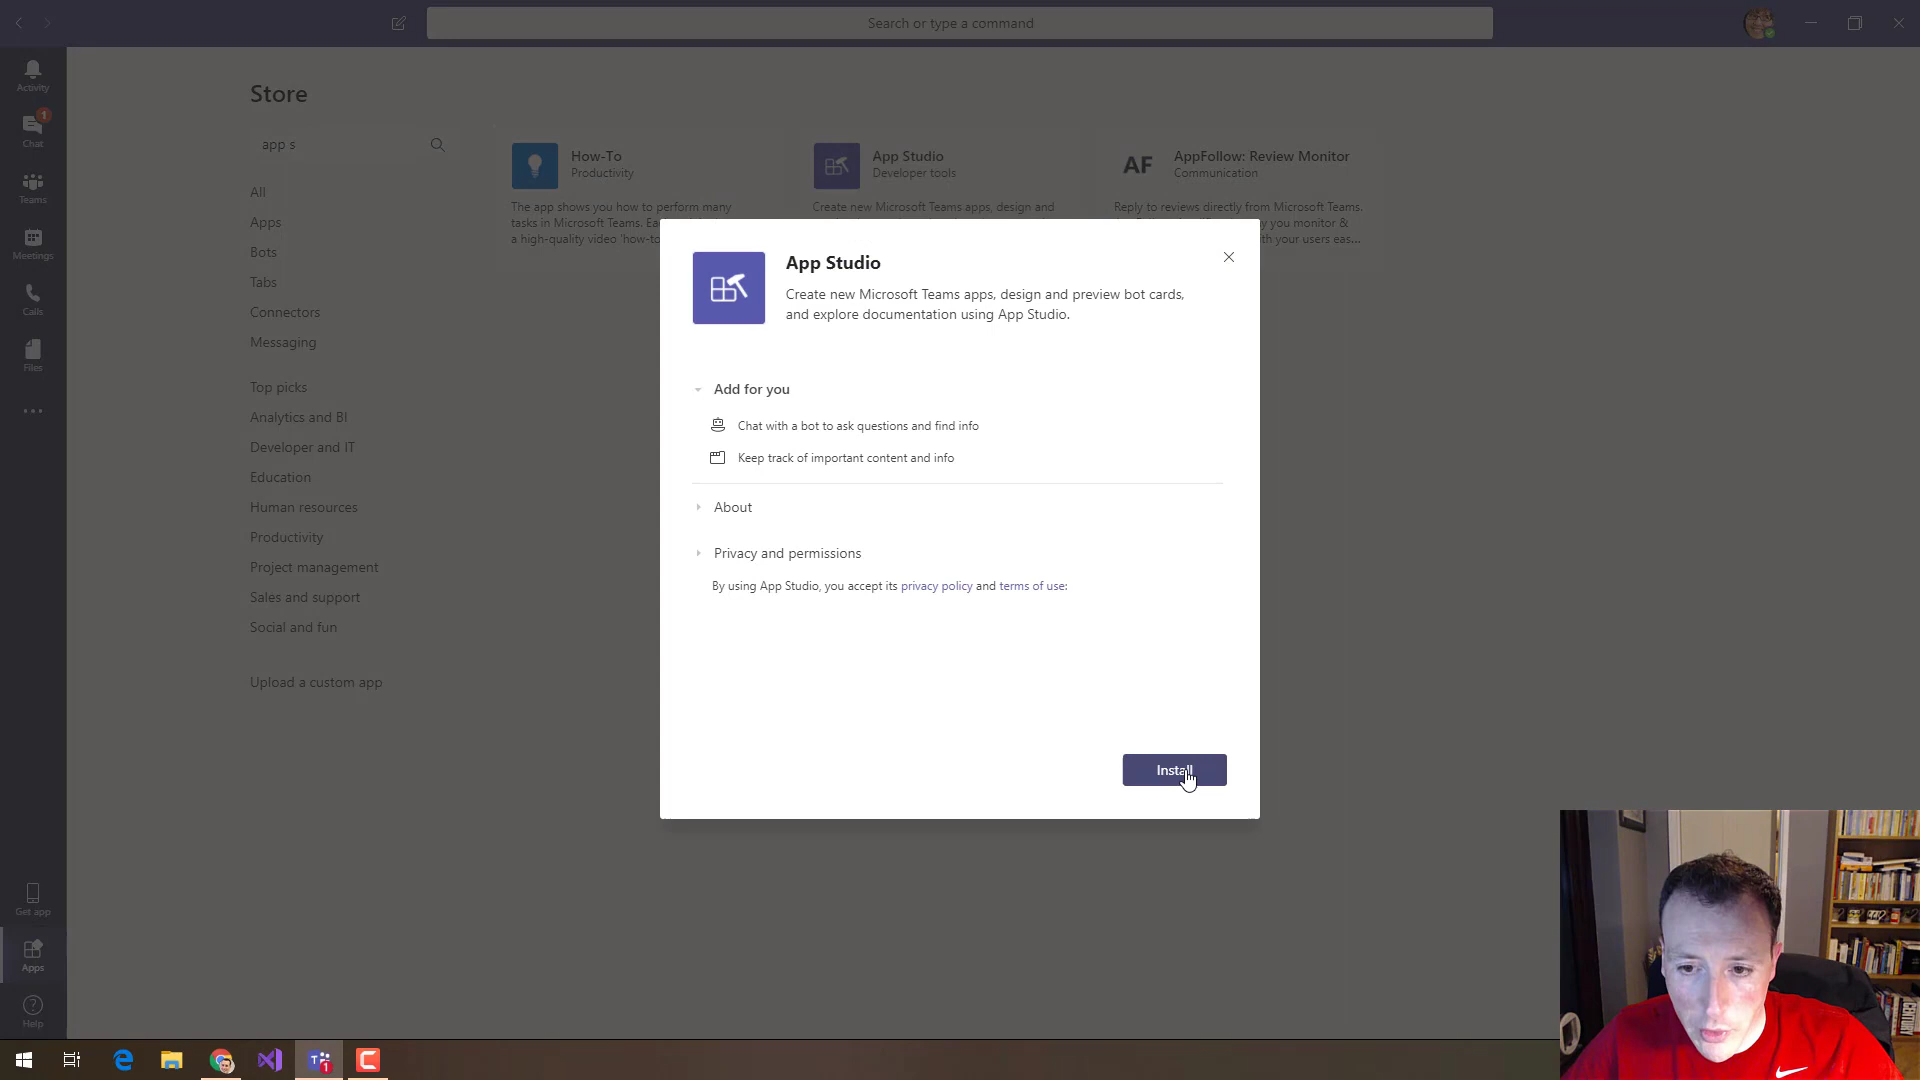 Search or type a command
Activity
1
Chat
Teams
Meetings
Calls
Files
Get app
Apps
Help
Store
app s
All
Apps
Bots
Tabs
Connectors
Messaging
Top picks
Analytics and BI
Developer and IT
Education
Human resources
Productivity
Project management
Sales and support
Social and fun
Upload a custom app
How-To
Productivity
The app shows you how to perform many
tasks in Microsoft Teams. Ea
a high-quality video 'how-to
App Studio
Developer tools
Create new Microsoft Teams apps, design and
AF
AppFollow: Review Monitor
Communication
Reply to reviews directly from Microsoft Teams.
y you monitor &
th your users eas...
App Studio
Create new Microsoft Teams apps, design and preview bot cards,
and explore documentation using App Studio.
Add for you
Chat with a bot to ask questions and find info
Keep track of important content and info
About
Privacy and permissions
By using App Studio, you accept its privacy policy and terms of use:
Install
1